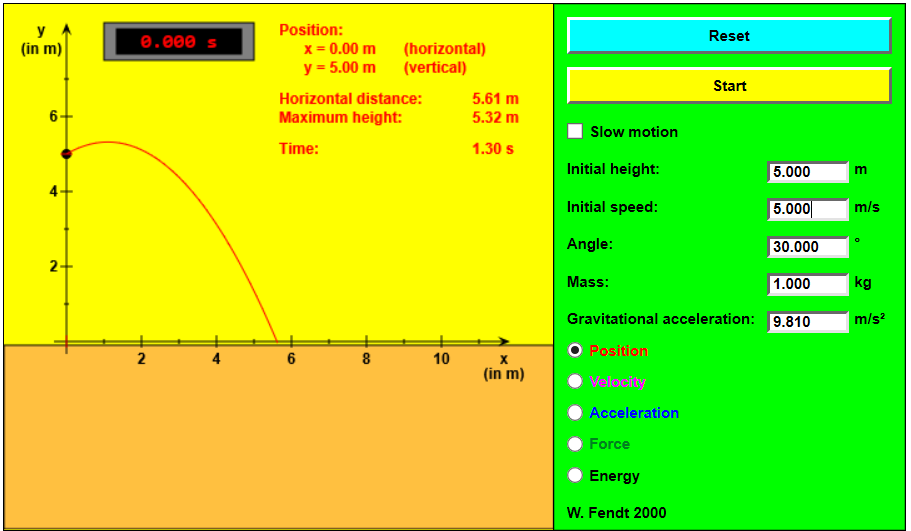 y
(in m)
0.000 s
Position:
x = 0.00 m (horizontal)
y = 5.00 m (vertical)
Horizontal distance: 5.61 m
Maximum height: 5.32 m
Time: 1.30 s
6
4
2
2 4 6 8 10 x
(in m)
Reset
Start
Slow motion
Initial height: 5.000 m
Initial speed: 5.000 m/s
Angle: 30.000 °
Mass: 1.000 kg
Gravitational acceleration: 9.810 m/s²
Position
Velocity
Acceleration
Force
Energy
W. Fendt 2000